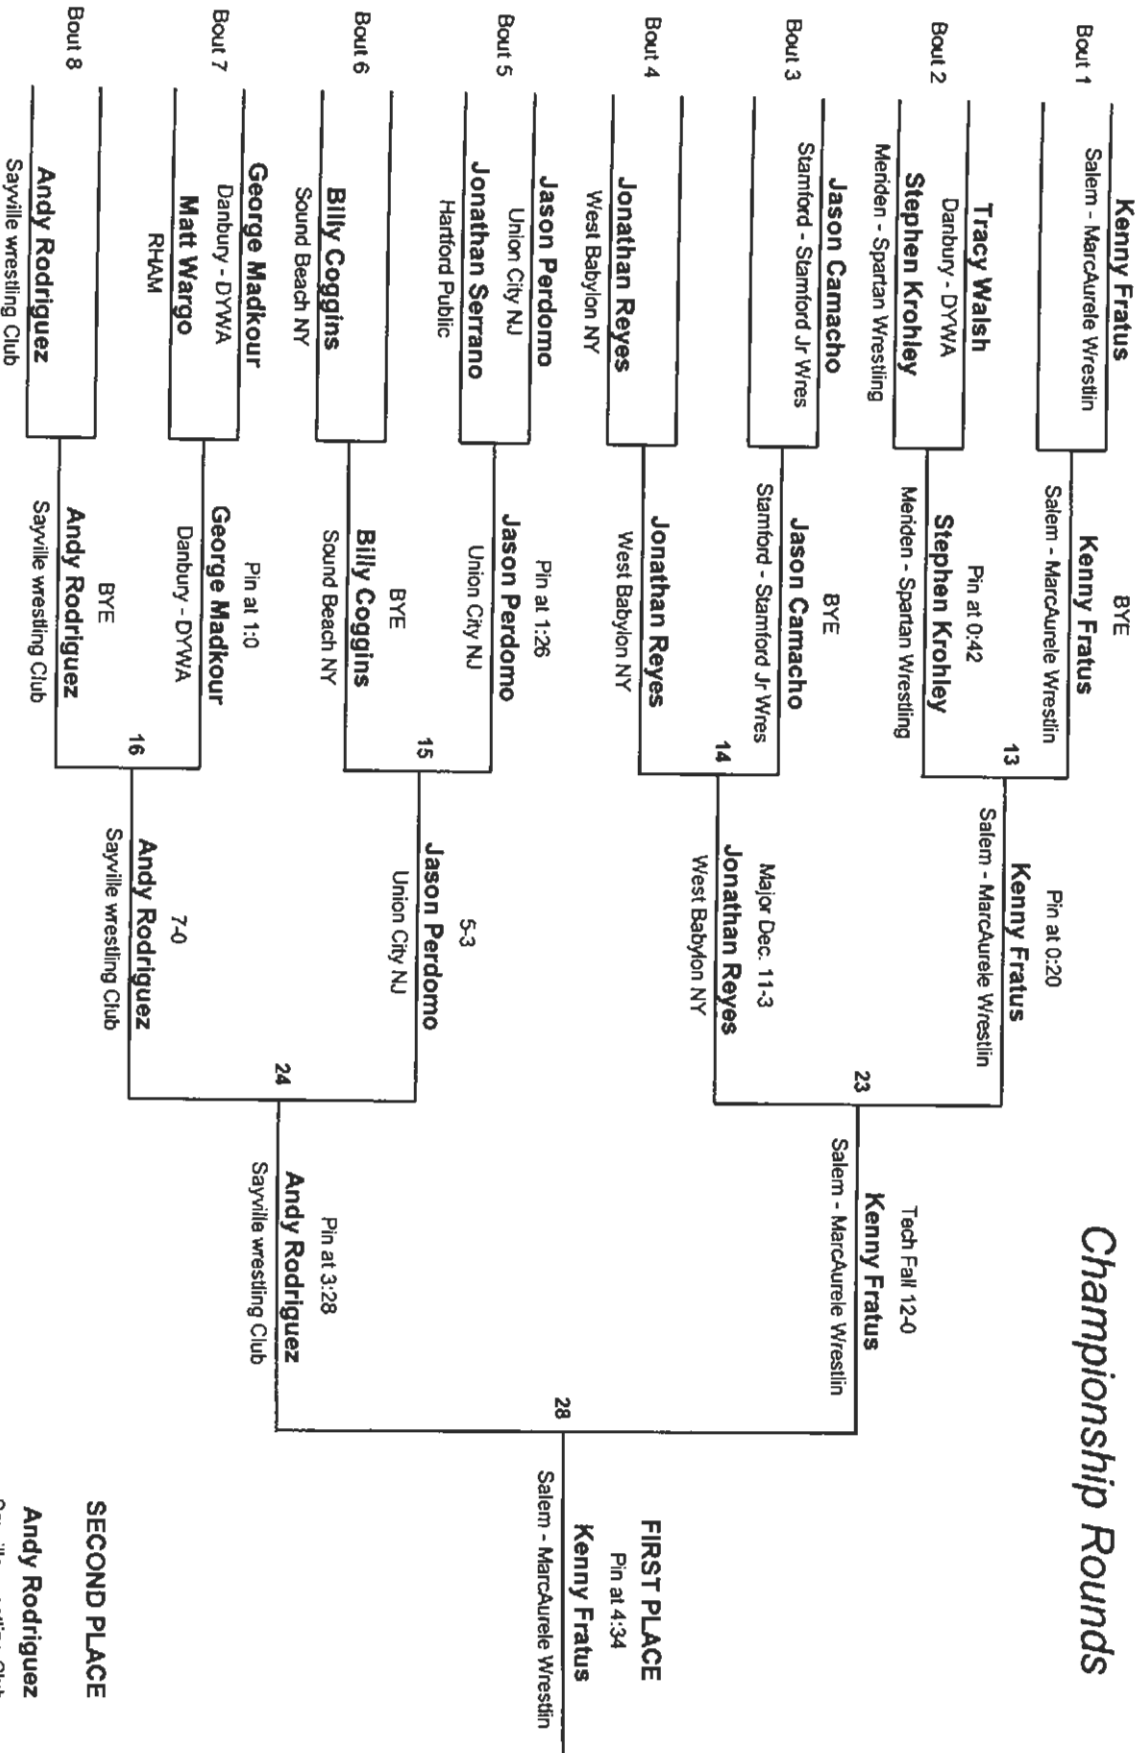 Championship Rounds
Bout 1
Kenny Fratus
Salem - MarcAurele Wrestlin
Bout 2
Tracy Walsh
Danbury - DYWA
Stephen Krohley
Meriden - Spartan Wrestling
Bout 3
Jason Camacho
Stamford - Stamford Jr Wres
Bout 4
Jonathan Reyes
West Babylon NY
Bout 5
Jason Perdomo
Union City NJ
Jonathan Serrano
Hartford Public
Bout 6
Billy Coggins
Sound Beach NY
Bout 7
George Madkour
Danbury - DYWA
Matt Wargo
RHAM
Bout 8
Andy Rodriguez
Sayville wrestling Club
BYE
Kenny Fratus
Salem - MarcAurele Wrestlin
Pin at 0:42
Stephen Krohley
Meriden - Spartan Wrestling
BYE
Jason Camacho
Stamford - Stamford Jr Wres
Jonathan Reyes
West Babylon NY
Pin at 1:26
Jason Perdomo
Union City NJ
BYE
Billy Coggins
Sound Beach NY
Pin at 1:0
George Madkour
Danbury - DYWA
BYE
Andy Rodriguez
Sayville wrestling Club
13
Pin at 0:20
Kenny Fratus
Salem - MarcAurele Wrestlin
14
Major Dec. 11-3
Jonathan Reyes
West Babylon NY
15
5-3
Jason Perdomo
Union City NJ
16
7-0
Andy Rodriguez
Sayville wrestling Club
23
Tech Fall 12-0
Kenny Fratus
Salem - MarcAurele Wrestlin
24
Pin at 3:28
Andy Rodriguez
Sayville wrestling Club
28
FIRST PLACE
Pin at 4:34
Kenny Fratus
Salem - MarcAurele Wrestlin
SECOND PLACE
Andy Rodriguez